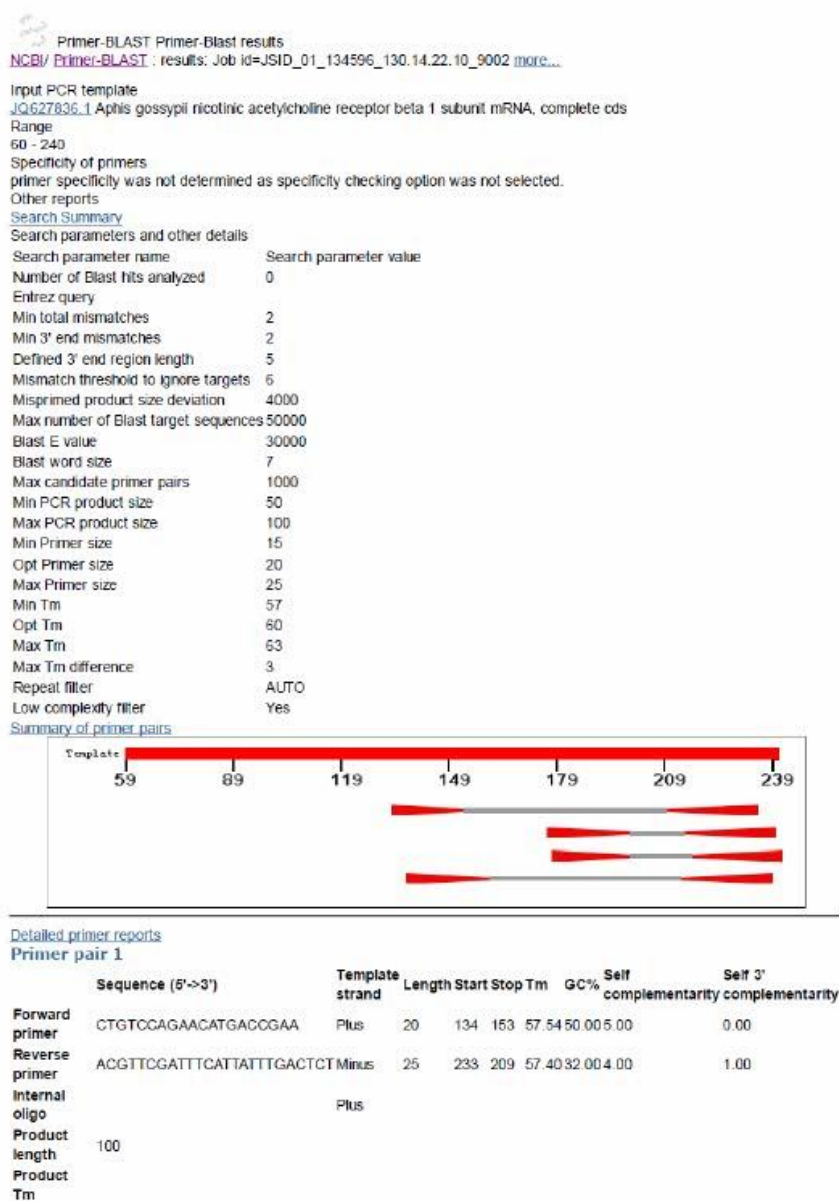 Primer-BLAST Primer-Blast results
NCBI/ Primer-BLAST : results: Job id=JSID_01_134596_130.14.22.10_9002 more...
Input PCR template
JQ627836.1 Aphis gossypii nicotinic acetylcholine receptor beta 1 subunit mRNA, complete cds
Range
60 - 240
Specificity of primers
primer specificity was not determined as specificity checking option was not selected.
Other reports
Search Summary
Search parameters and other details
Search parameter name Search parameter value
Number of Blast hits analyzed 0
Entrez query
Min total mismatches 2
Min 3' end mismatches 2
Defined 3' end region length 5
Mismatch threshold to ignore targets 6
Misprimed product size deviation 4000
Max number of Blast target sequences 50000
Blast E value 30000
Blast word size 7
Max candidate primer pairs 1000
Min PCR product size 50
Max PCR product size 100
Min Primer size 15
Opt Primer size 20
Max Primer size 25
Min Tm 57
Opt Tm 60
Max Tm 63
Max Tm difference 3
Repeat filter AUTO
Low complexity filter Yes
Summary of primer pairs
Template
59 89 119 149 179 209 239
Detailed primer reports
Primer pair 1
Sequence (5'->3') Template strand Length Start Stop Tm GC% Self complementarity Self 3' complementarity
Forward primer CTGTCCAGAACATGACCGAA Plus 20 134 153 57.54 50.00 5.00 0.00
Reverse primer ACGTTCGATTTCATTATTTGACTCT Minus 25 233 209 57.40 32.00 4.00 1.00
Internal oligo Plus
Product length 100
Product Tm